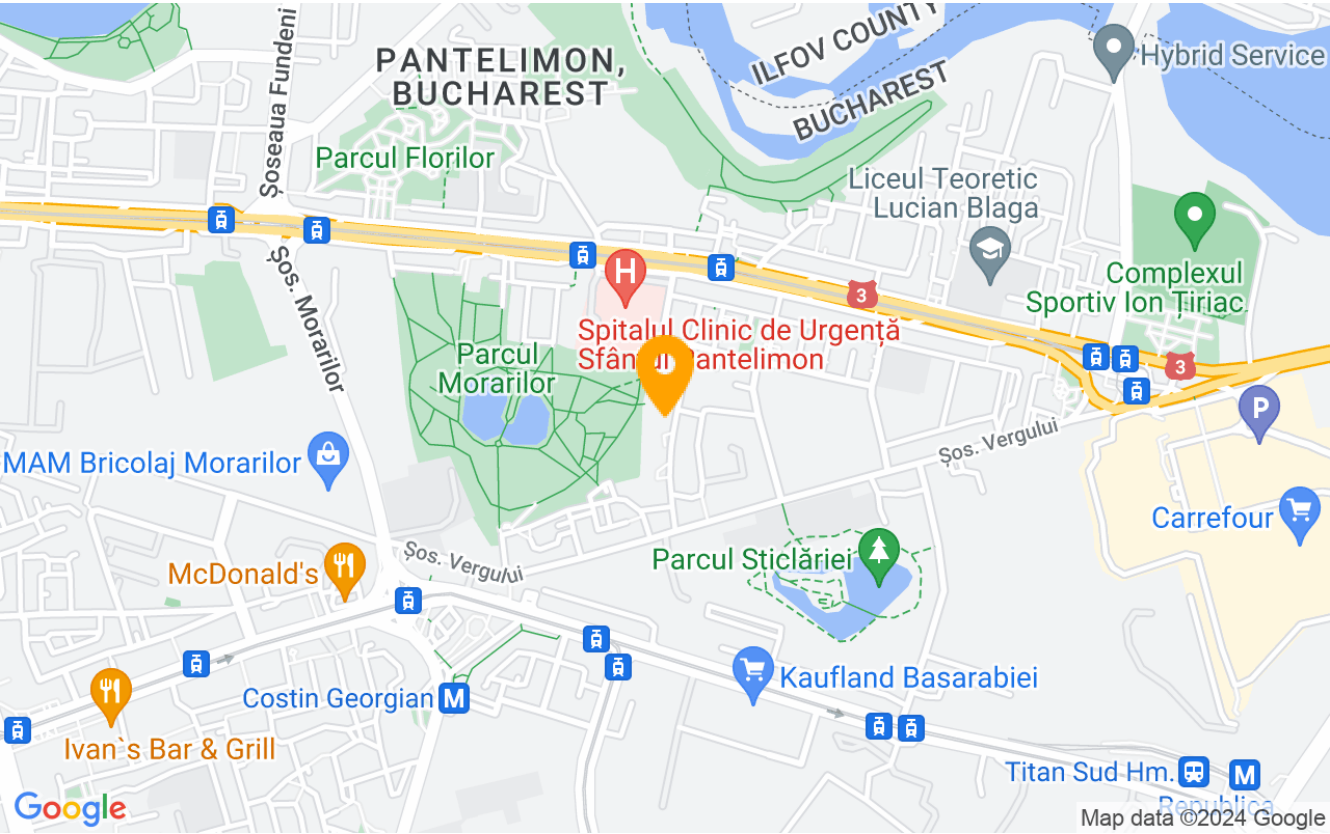 ILFOV COUNTY
BUCHAREST
Hybrid Service
PANTELIMON,
BUCHAREST
Șoseaua Fundeni
Parcul Florilor
Liceul Teoretic
Lucian Blaga
H
3
Complexul
Sportiv Ion Țiriac
Șos. Morarilor
Spitalul Clinic de Urgență
Pantelimon
Parcul
Morarilor
3
P
Șos. Vergului
MAM Bricolaj Morarilor
Carrefour
Șos. Vergului
Parcul Sticlăriei
McDonald's
Kaufland Basarabiei
Costin Georgian M
Ivan`s Bar & Grill
Titan Sud Hm.
M
Republica
Google
Map data ©2024 Google